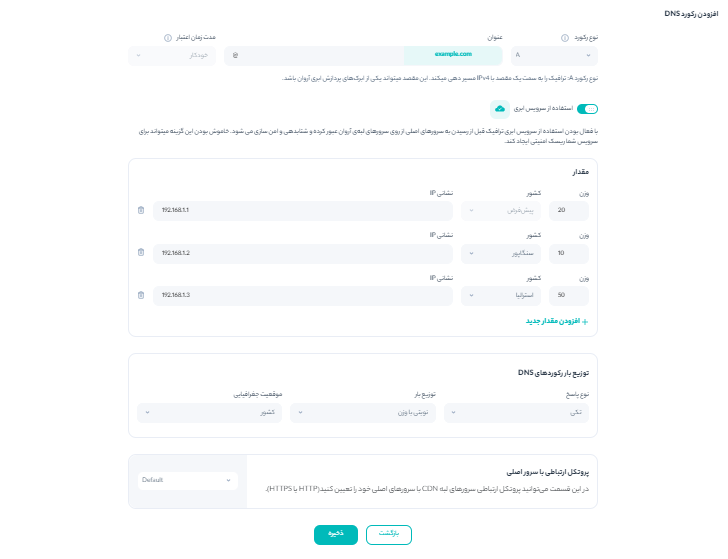 افزودن رکورد DNS
نوع رکورد
عنوان
مدت زمان اعتبار
A
example.com
@
خودکار
نوع رکورد A: ترافیک را به سمت یک مقصد با IPv4 مسیر دهی میکند. این مقصد میتواند یکی از ابرک‌های پردازش ابری آروان باشد.
استفاده از سرویس ابری
با فعال بودن استفاده از سرویس ابری ترافیک قبل از رسیدن به سرورهای اصلی از روی سرورهای لبه‌ی آروان عبور کرده و شتابدهی و امن سازی می شود. خاموش بودن این گزینه میتواند برای
سرویس شما ریسک امنیتی ایجاد کند.
مقدار
وزن
کشور
نشانی IP
20
پیش‌فرض
192.168.1.1
وزن
کشور
نشانی IP
10
سنگاپور
192.168.1.2
وزن
کشور
نشانی IP
50
استرالیا
192.168.1.3
+ افزودن مقدار جدید
توزیع بار رکوردهای DNS
نوع پاسخ
توزیع بار
موقعیت جغرافیایی
تکی
نوبتی با وزن
کشور
پروتکل ارتباطی با سرور اصلی
در این قسمت می‌توانید پروتکل ارتباطی سرورهای لبه CDN با سرورهای اصلی خود را تعیین کنید(HTTP یا HTTPS).
Default
بازگشت
ذخیره